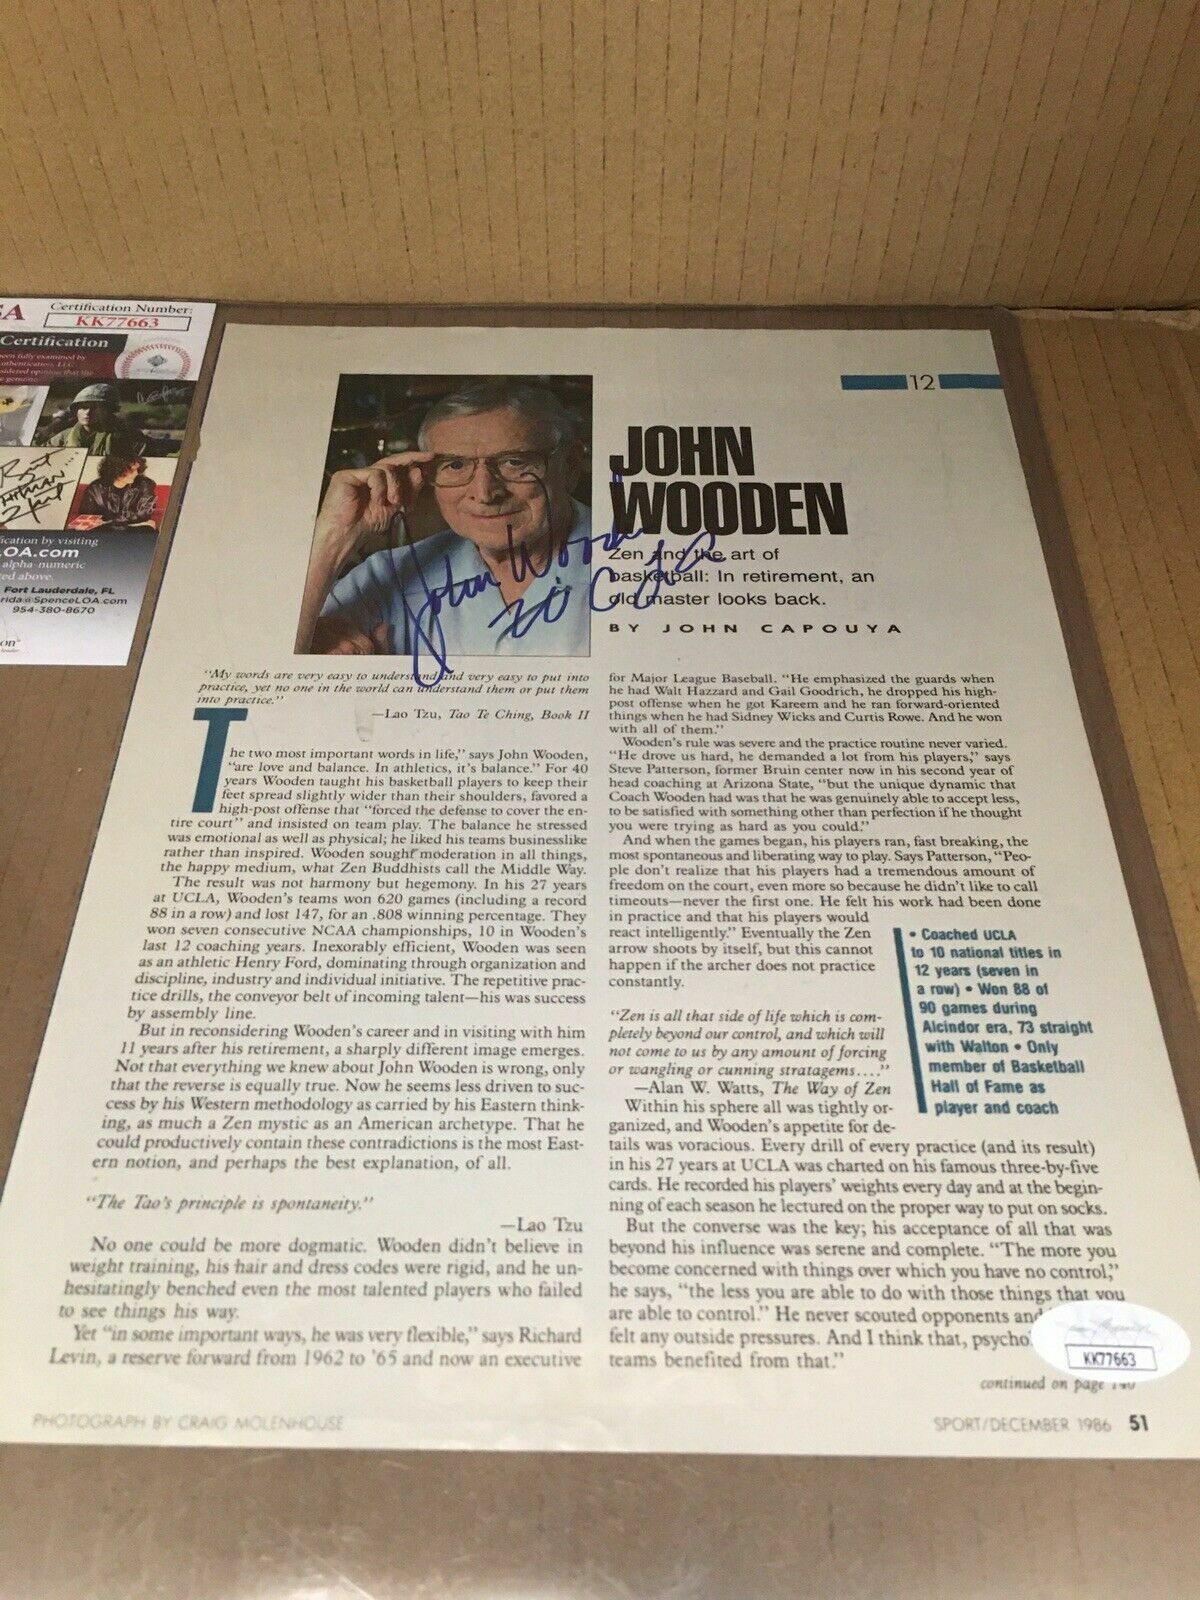 SA
Certification Number:
KK77663
Certification
een fully examined by
uthentication, LLC
sidered opinion that the
genuine
Bret
HITMAN
Hart
ication by visiting
LOA.com
alpha-numeric
ted above.
Fort Lauderdale, FL
rida@SpenceLOA.com
954-380-8670
12
JOHN
WOODEN
Zen and the art of
basketball: In retirement, an
old master looks back.
BY JOHN CAPOUYA
John Wooden
UCLA
“My words are very easy to understand and very easy to put into
practice, yet no one in the world can understand them or put them
into practice.”
—Lao Tzu, Tao Te Ching, Book II
The two most important words in life,” says John Wooden,
“are love and balance. In athletics, it’s balance.” For 40
years Wooden taught his basketball players to keep their
feet spread slightly wider than their shoulders, favored a
high-post offense that “forced the defense to cover the en-
tire court” and insisted on team play. The balance he stressed
was emotional as well as physical; he liked his teams businesslike
rather than inspired. Wooden sought moderation in all things,
the happy medium, what Zen Buddhists call the Middle Way.
The result was not harmony but hegemony. In his 27 years
at UCLA, Wooden’s teams won 620 games (including a record
88 in a row) and lost 147, for an .808 winning percentage. They
won seven consecutive NCAA championships, 10 in Wooden’s
last 12 coaching years. Inexorably efficient, Wooden was seen
as an athletic Henry Ford, dominating through organization and
discipline, industry and individual initiative. The repetitive prac-
tice drills, the conveyor belt of incoming talent—his was success
by assembly line.
But in reconsidering Wooden’s career and in visiting with him
11 years after his retirement, a sharply different image emerges.
Not that everything we knew about John Wooden is wrong, only
that the reverse is equally true. Now he seems less driven to suc-
cess by his Western methodology as carried by his Eastern think-
ing, as much a Zen mystic as an American archetype. That he
could productively contain these contradictions is the most East-
ern notion, and perhaps the best explanation, of all.
“The Tao’s principle is spontaneity.”
—Lao Tzu
No one could be more dogmatic. Wooden didn’t believe in
weight training, his hair and dress codes were rigid, and he un-
hesitatingly benched even the most talented players who failed
to see things his way.
Yet “in some important ways, he was very flexible,” says Richard
Levin, a reserve forward from 1962 to ’65 and now an executive
for Major League Baseball. “He emphasized the guards when
he had Walt Hazzard and Gail Goodrich, he dropped his high-
post offense when he got Kareem and he ran forward-oriented
things when he had Sidney Wicks and Curtis Rowe. And he won
with all of them.”
Wooden’s rule was severe and the practice routine never varied.
“He drove us hard, he demanded a lot from his players,” says
Steve Patterson, former Bruin center now in his second year of
head coaching at Arizona State, “but the unique dynamic that
Coach Wooden had was that he was genuinely able to accept less,
to be satisfied with something other than perfection if he thought
you were trying as hard as you could.”
And when the games began, his players ran, fast breaking, the
most spontaneous and liberating way to play. Says Patterson, “Peo-
ple don’t realize that his players had a tremendous amount of
freedom on the court, even more so because he didn’t like to call
timeouts—never the first one. He felt his work had been done
in practice and that his players would
react intelligently.” Eventually the Zen
arrow shoots by itself, but this cannot
happen if the archer does not practice
constantly.
“Zen is all that side of life which is com-
pletely beyond our control, and which will
not come to us by any amount of forcing
or wangling or cunning stratagems....”
—Alan W. Watts, The Way of Zen
Within his sphere all was tightly or-
ganized, and Wooden’s appetite for de-
tails was voracious. Every drill of every practice (and its result)
in his 27 years at UCLA was charted on his famous three-by-five
cards. He recorded his players’ weights every day and at the begin-
ning of each season he lectured on the proper way to put on socks.
But the converse was the key; his acceptance of all that was
beyond his influence was serene and complete. “The more you
become concerned with things over which you have no control,”
he says, “the less you are able to do with those things that you
are able to control.” He never scouted opponents and
felt any outside pressures. And I think that, psycho
teams benefited from that.”
continued on page
• Coached UCLA
to 10 national titles in
12 years (seven in
a row) • Won 88 of
90 games during
Alcindor era, 73 straight
with Walton • Only
member of Basketball
Hall of Fame as
player and coach
KK77663
PHOTOGRAPH BY CRAIG MOLENHOUSE
SPORT/DECEMBER 1986 51